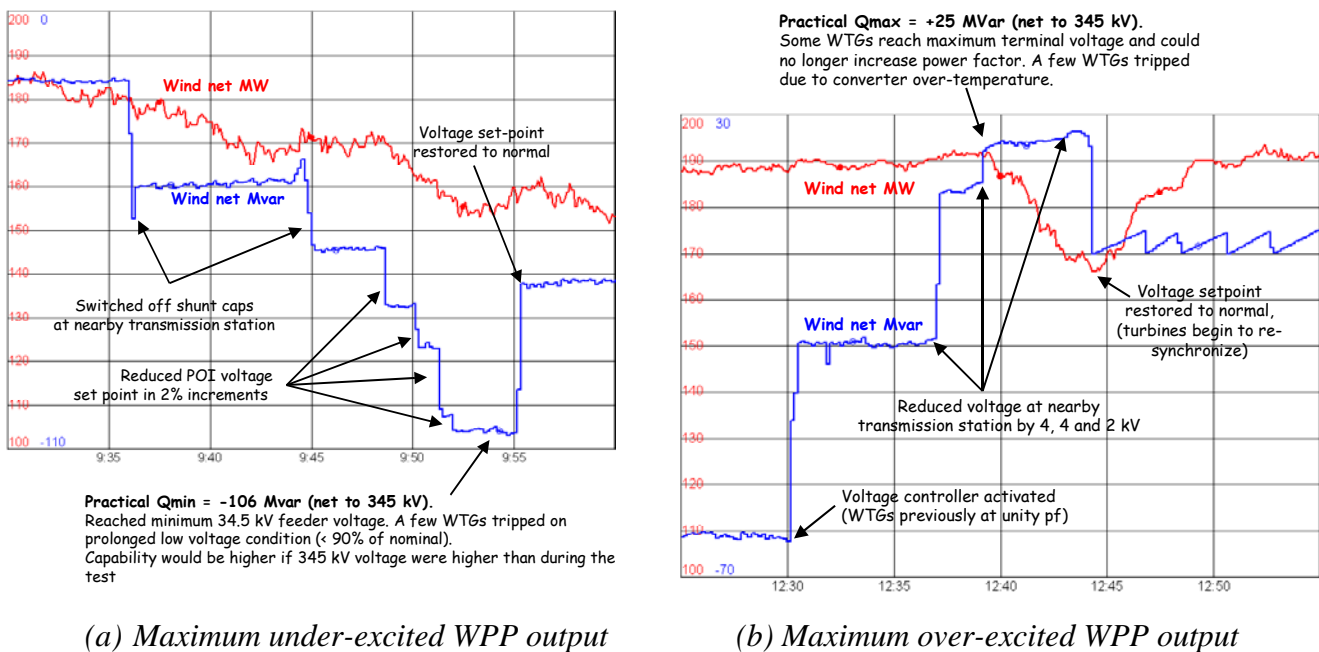 200 0
190
180
170
160
150
140
130
120
110
100 -110
9:35 9:40 9:45 9:50 9:55
Wind net MW
Voltage set-point
restored to normal
Wind net Mvar
Switched off shunt caps
at nearby transmission station
Reduced POI voltage
set point in 2% increments
Practical Qmin = -106 Mvar (net to 345 kV).
Reached minimum 34.5 kV feeder voltage. A few WTGs tripped on
prolonged low voltage condition (< 90% of nominal).
Capability would be higher if 345 kV voltage were higher than during the
test
(a) Maximum under-excited WPP output
Practical Qmax = +25 MVar (net to 345 kV).
Some WTGs reach maximum terminal voltage and could
no longer increase power factor. A few WTGs tripped
due to converter over-temperature.
200 30
190
180
170
160
150
140
130
120
110
100 -70
12:30 12:35 12:40 12:45 12:50
Wind net MW
Voltage setpoint
restored to normal,
(turbines begin to re-
synchronize)
Wind net Mvar
Reduced voltage at nearby
transmission station by 4, 4 and 2 kV
Voltage controller activated
(WTGs previously at unity pf)
(b) Maximum over-excited WPP output